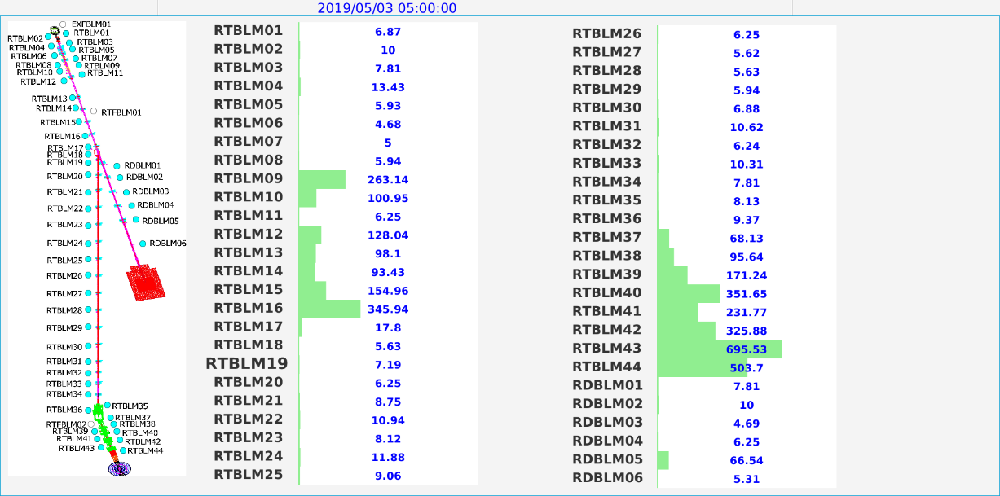 2019/05/03 05:00:00
EXFBLM01
RTBLM01
RTBLM02
RTBLM03
RTBLM04
RTBLM05
RTBLM06
RTBLM07
RTBLM08
RTBLM09
RTBLM10
RTBLM11
RTBLM12
RTBLM13
RTBLM14
RTFBLM01
RTBLM15
RTBLM16
RTBLM17
RTBLM18
RTBLM19
RDBLM01
RTBLM20
RDBLM02
RTBLM21
RDBLM03
RTBLM22
RDBLM04
RTBLM23
RDBLM05
RTBLM24
RDBLM06
RTBLM25
RTBLM26
RTBLM27
RTBLM28
RTBLM29
RTBLM30
RTBLM31
RTBLM32
RTBLM33
RTBLM34
RTBLM35
RTBLM36
RTBLM37
RTFBLM02
RTBLM38
RTBLM39
RTBLM40
RTBLM41
RTBLM42
RTBLM43
RTBLM44
RTBLM01 6.87
RTBLM02 10
RTBLM03 7.81
RTBLM04 13.43
RTBLM05 5.93
RTBLM06 4.68
RTBLM07 5
RTBLM08 5.94
RTBLM09 263.14
RTBLM10 100.95
RTBLM11 6.25
RTBLM12 128.04
RTBLM13 98.1
RTBLM14 93.43
RTBLM15 154.96
RTBLM16 345.94
RTBLM17 17.8
RTBLM18 5.63
RTBLM19 7.19
RTBLM20 6.25
RTBLM21 8.75
RTBLM22 10.94
RTBLM23 8.12
RTBLM24 11.88
RTBLM25 9.06
RTBLM26 6.25
RTBLM27 5.62
RTBLM28 5.63
RTBLM29 5.94
RTBLM30 6.88
RTBLM31 10.62
RTBLM32 6.24
RTBLM33 10.31
RTBLM34 7.81
RTBLM35 8.13
RTBLM36 9.37
RTBLM37 68.13
RTBLM38 95.64
RTBLM39 171.24
RTBLM40 351.65
RTBLM41 231.77
RTBLM42 325.88
RTBLM43 695.53
RTBLM44 503.7
RDBLM01 7.81
RDBLM02 10
RDBLM03 4.69
RDBLM04 6.25
RDBLM05 66.54
RDBLM06 5.31